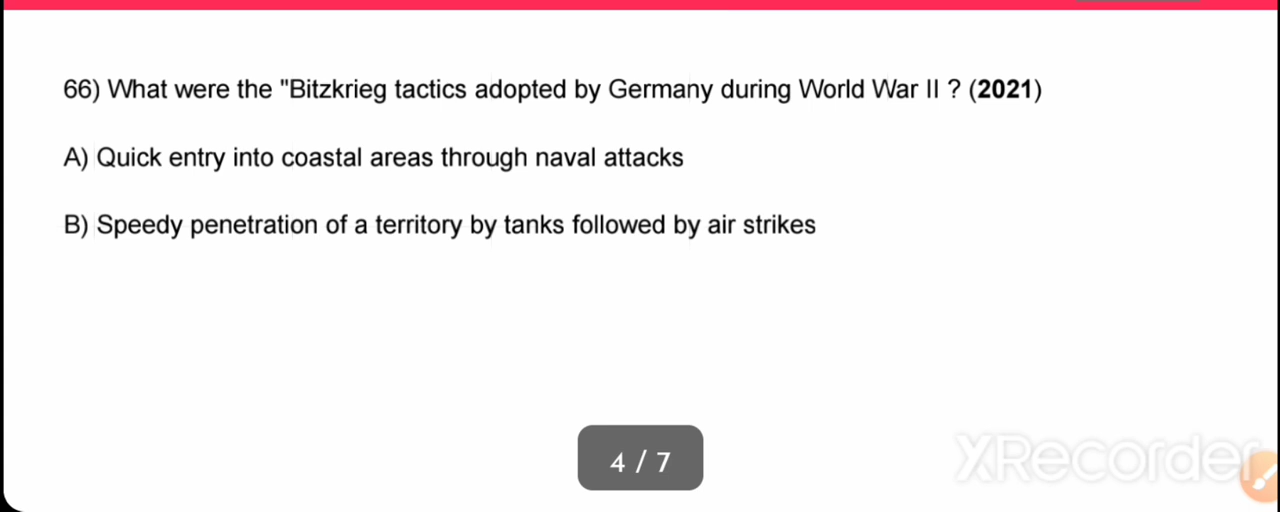 66) What were the "Bitzkrieg tactics adopted by Germany during World War II ? (2021)
A) Quick entry into coastal areas through naval attacks
B) Speedy penetration of a territory by tanks followed by air strikes
4 / 7
XRecorder